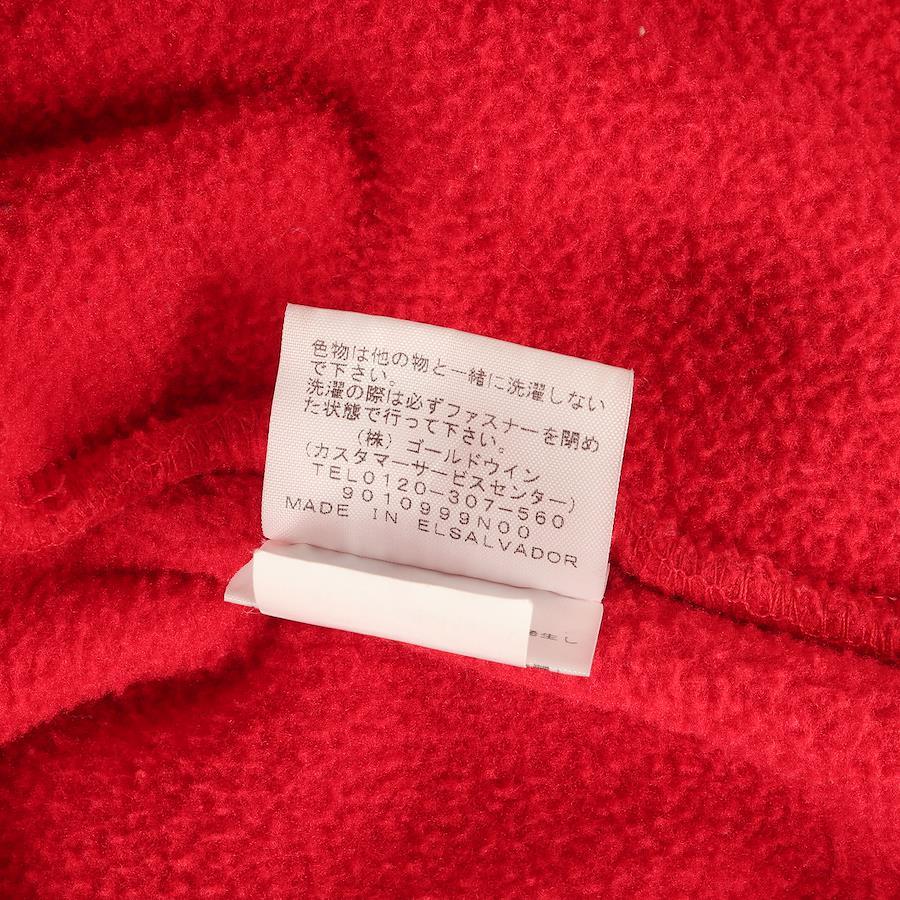 色物は他の物と一緒に洗濯しない
で下さい。
洗濯の際は必ずファスナーを閉め
た状態で行って下さい。
(株)ゴールドウイン
(カスタマーサービスセンター)
TEL0120-307-560
9010999N00
MADE IN ELSALVADOR
生し